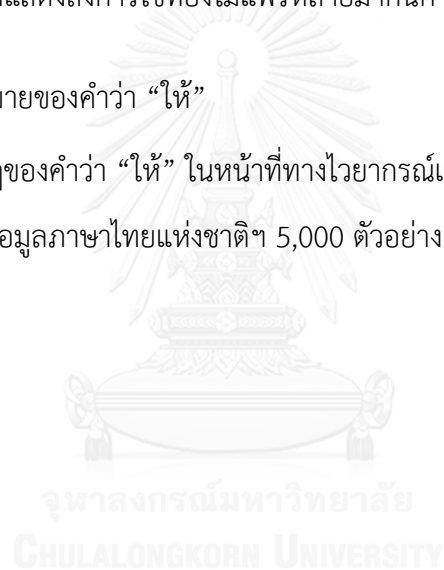 มายของคำว่า “ให้”
ของคำว่า “ให้” ในหน้าที่ทางไวยากรณ์เ
้อมูลภาษาไทยแห่งชาติฯ 5,000 ตัวอย่าง
จุฬาลงกรณ์มหาวิทยาลัย
CHULALONGKORN UNIVERSITY